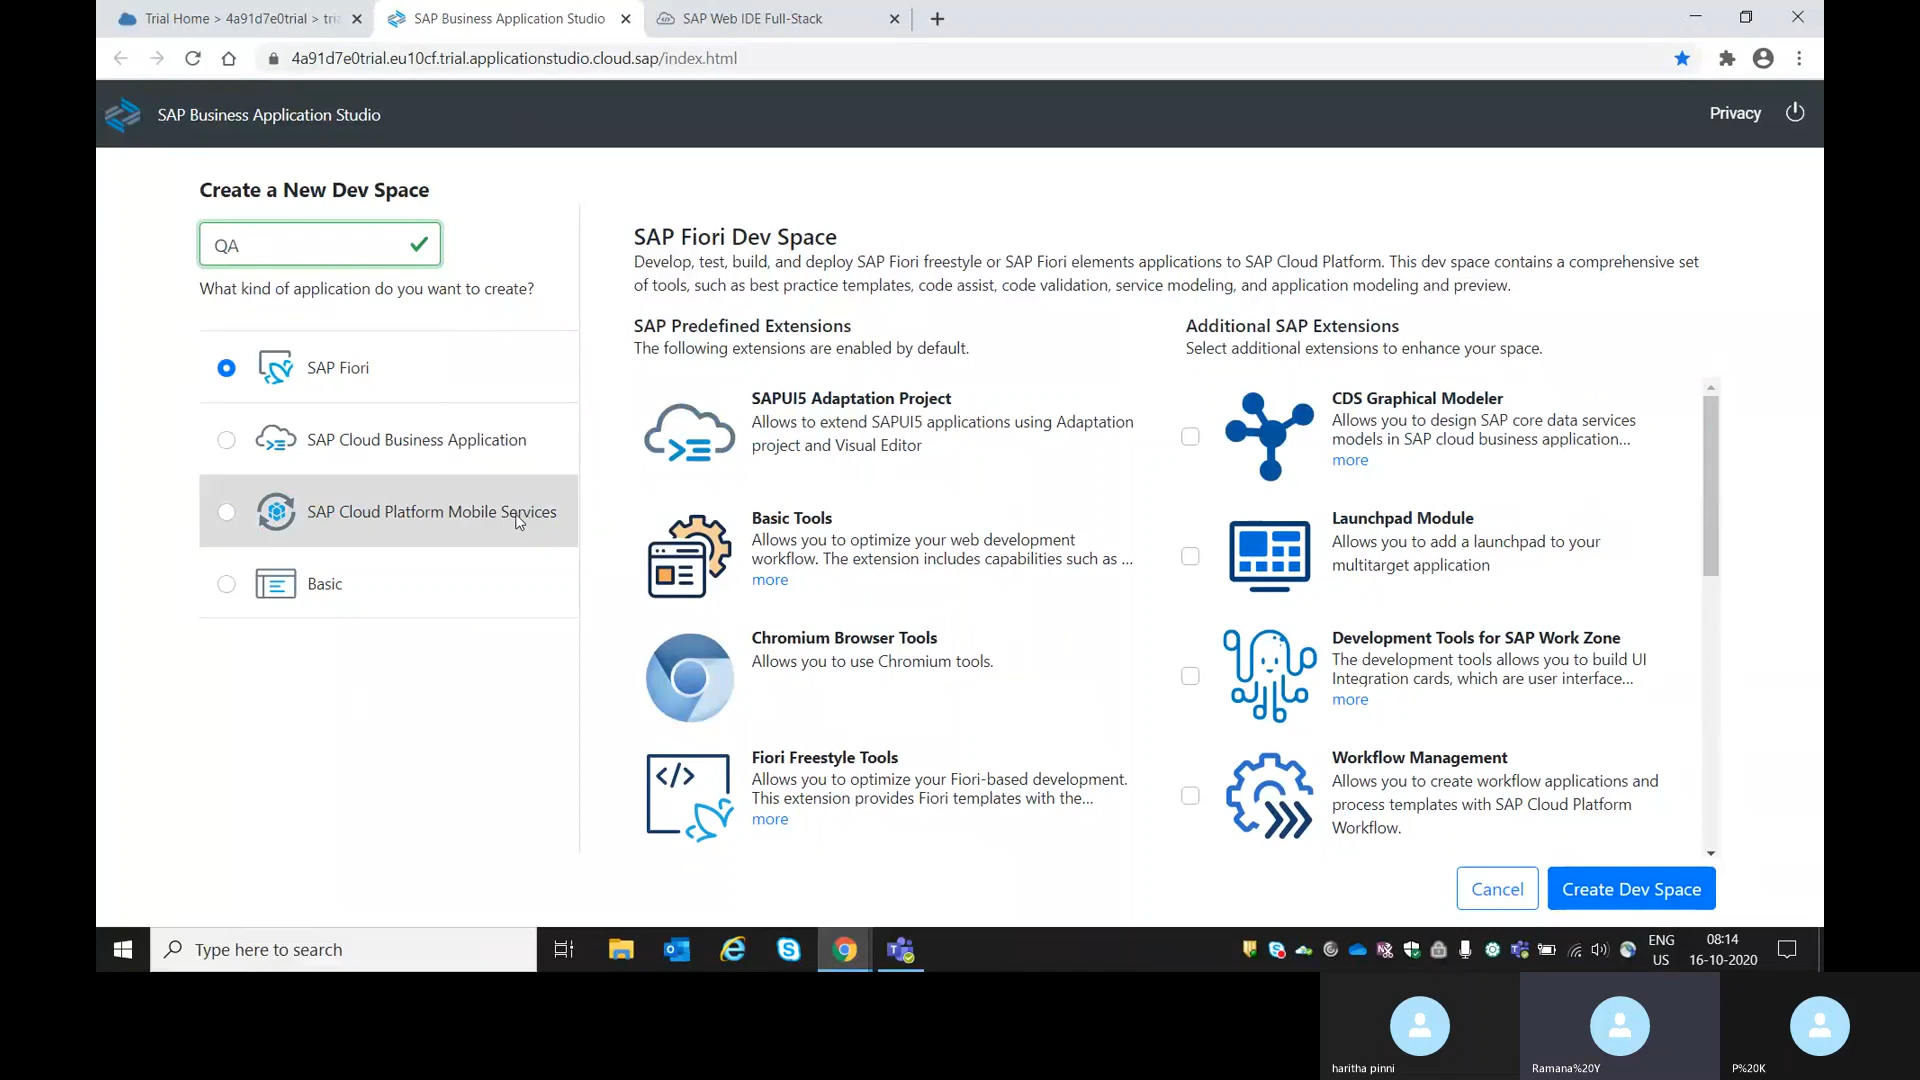 Trial Home > 4a91d7e0trial > tri
SAP Business Application Studio
SAP Web IDE Full-Stack
4a91d7e0trial.eu10cf.trial.applicationstudio.cloud.sap/index.html
SAP Business Application Studio
Privacy
Create a New Dev Space
QA
What kind of application do you want to create?
SAP Fiori
SAP Cloud Business Application
SAP Cloud Platform Mobile Services
Basic
SAP Fiori Dev Space
Develop, test, build, and deploy SAP Fiori freestyle or SAP Fiori elements applications to SAP Cloud Platform. This dev space contains a comprehensive set
of tools, such as best practice templates, code assist, code validation, service modeling, and application modeling and preview.
SAP Predefined Extensions
The following extensions are enabled by default.
SAPUI5 Adaptation Project
Allows to extend SAPUI5 applications using Adaptation
project and Visual Editor
Basic Tools
Allows you to optimize your web development
workflow. The extension includes capabilities such as ...
more
Chromium Browser Tools
Allows you to use Chromium tools.
Fiori Freestyle Tools
Allows you to optimize your Fiori-based development.
This extension provides Fiori templates with the...
more
Additional SAP Extensions
Select additional extensions to enhance your space.
CDS Graphical Modeler
Allows you to design SAP core data services
models in SAP cloud business application...
more
Launchpad Module
Allows you to add a launchpad to your
multitarget application
Development Tools for SAP Work Zone
The development tools allows you to build UI
Integration cards, which are user interface...
more
Workflow Management
Allows you to create workflow applications and
process templates with SAP Cloud Platform
Workflow.
Cancel
Create Dev Space
Type here to search
ENG
US
08:14
16-10-2020
haritha pinni
Ramana%20Y
P%20K